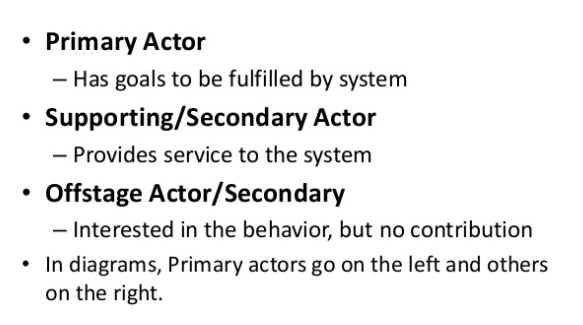 • Primary Actor
– Has goals to be fulfilled by system
• Supporting/Secondary Actor
– Provides service to the system
• Offstage Actor/Secondary
– Interested in the behavior, but no contribution
• In diagrams, Primary actors go on the left and others
on the right.